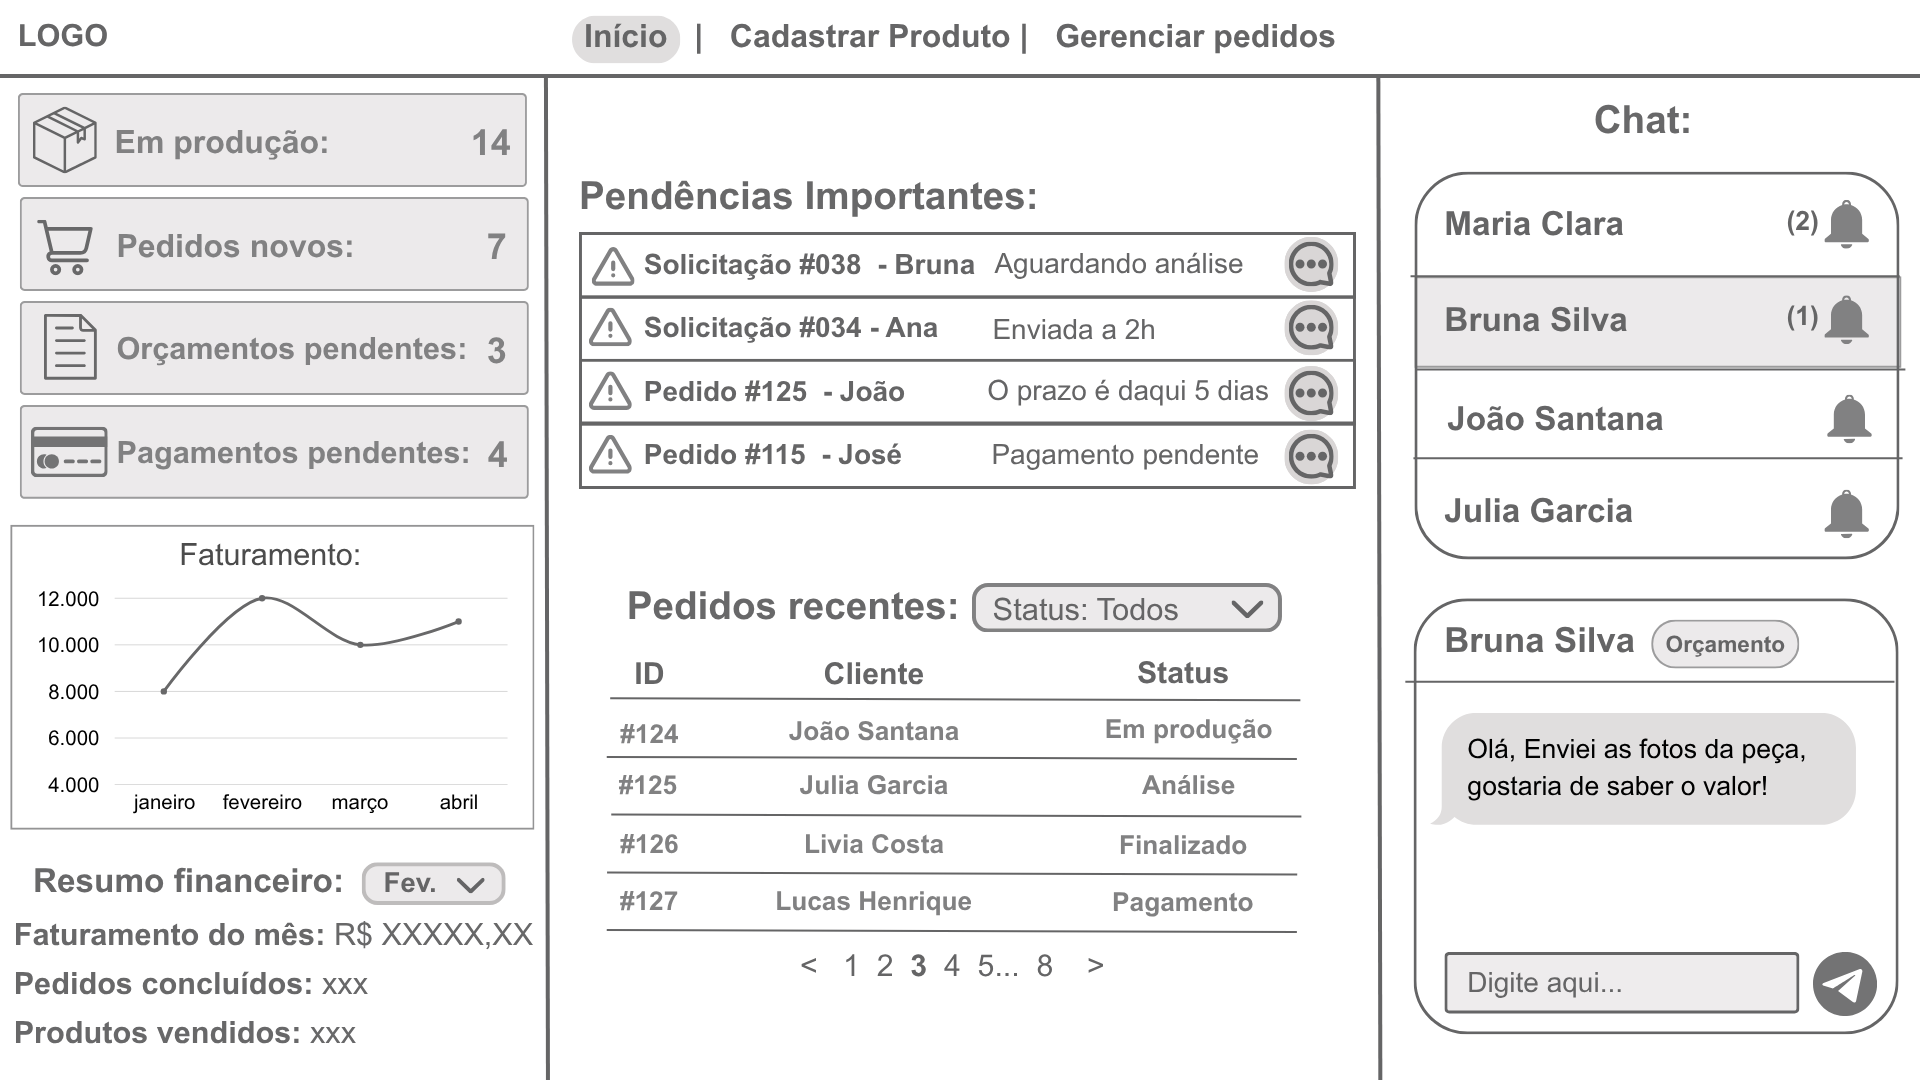 LOGO
Início | Cadastrar Produto | Gerenciar pedidos
Em produção: 14
Pedidos novos: 7
Orçamentos pendentes: 3
Pagamentos pendentes: 4
Faturamento:
12.000
10.000
8.000
6.000
4.000
janeiro fevereiro março abril
Resumo financeiro: Fev.
Faturamento do mês: R$ XXXXX,XX
Pedidos concluídos: xxx
Produtos vendidos: xxx
Pendências Importantes:
Solicitação #038 - Bruna Aguardando análise
Solicitação #034 - Ana Enviada a 2h
Pedido #125 - João O prazo é daqui 5 dias
Pedido #115 - José Pagamento pendente
Pedidos recentes: Status: Todos
ID Cliente Status
#124 João Santana Em produção
#125 Julia Garcia Análise
#126 Livia Costa Finalizado
#127 Lucas Henrique Pagamento
< 1 2 3 4 5... 8 >
Chat:
Maria Clara (2)
Bruna Silva (1)
João Santana
Julia Garcia
Bruna Silva Orçamento
Olá, Enviei as fotos da peça,
gostaria de saber o valor!
Digite aqui...